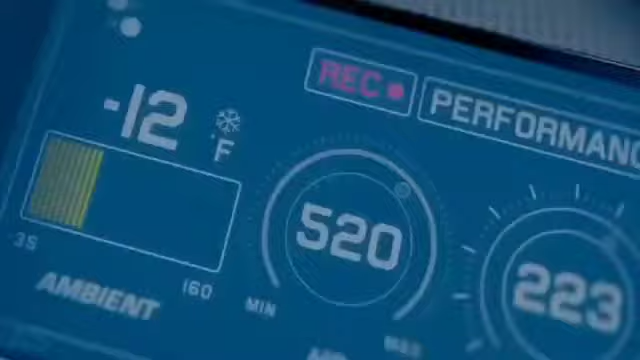 REC
PERFORMANC
-12
°F
520
223
35
160
MIN
AMBIENT